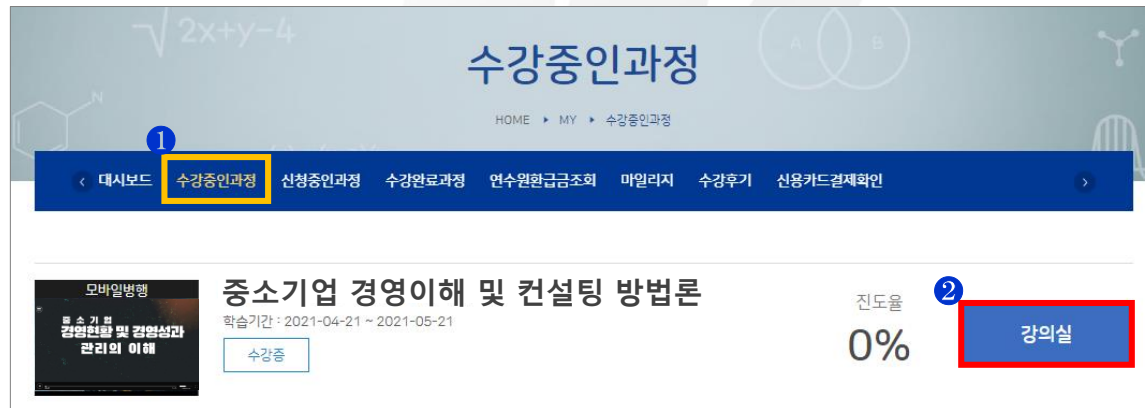 √2x+y-4
A B
수강중인과정
N
HOME ▸ MY ▸ 수강중인과정
1
‹ 대시보드 수강중인과정 신청중인과정 수강완료과정 연수원환급금조회 마일리지 수강후기 신용카드결제확인 ›
모바일병행
중소기업
경영현황 및 경영성과
관리의 이해
중소기업 경영이해 및 컨설팅 방법론
학습기간 : 2021-04-21 ~ 2021-05-21
수강증
진도율
0%
2
강의실